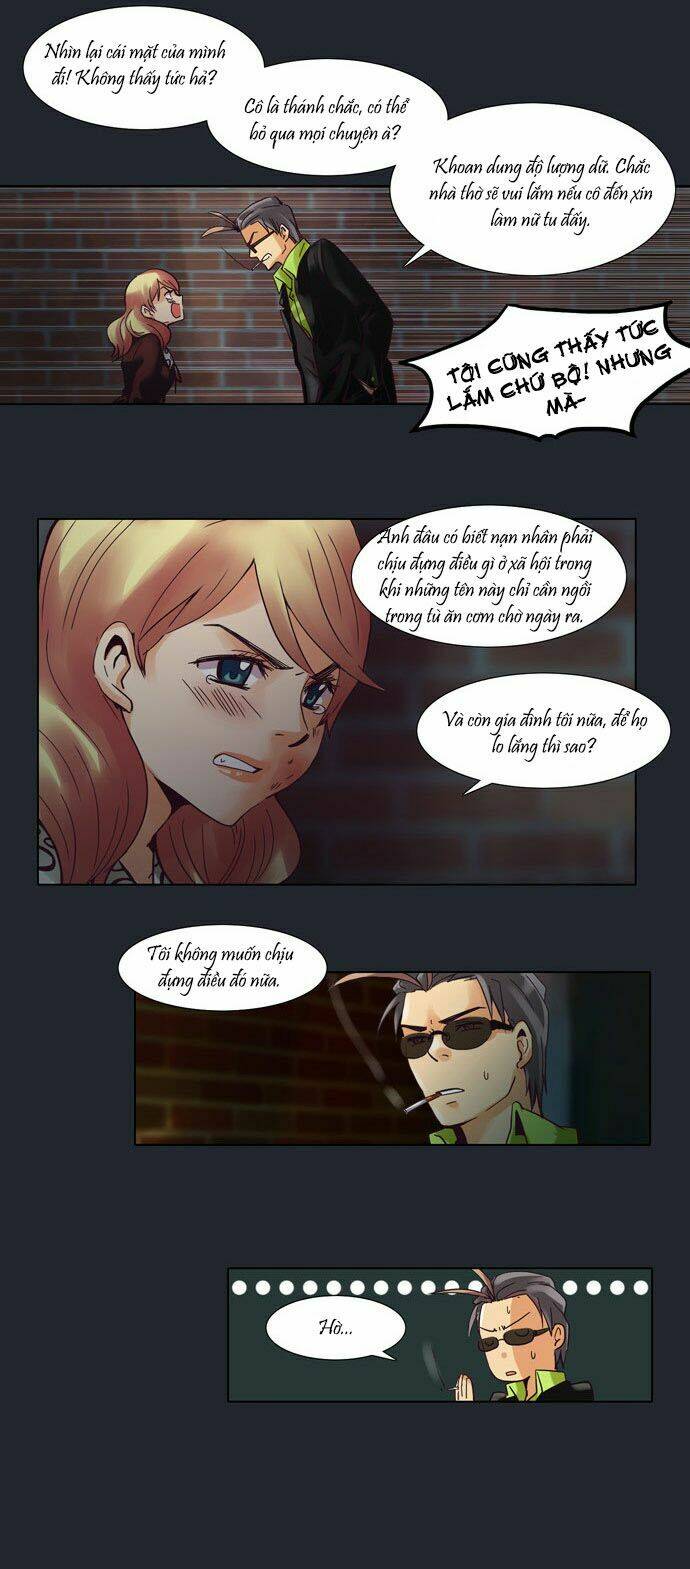 Nhìn lại cái mặt của mình
đi! Không thấy tức hả?
Cô là thánh chắc, có thể
bỏ qua mọi chuyện à?
Khoan dung độ lượng dữ. Chắc
nhà thờ sẽ vui lắm nếu cô đến xin
làm nữ tu đấy.
TÔI CŨNG THẤY TỨC
LẮM CHỨ BỘ! NHƯNG
MÀ-
Anh đâu có biết nạn nhân phải
chịu đựng điều gì ở xã hội trong
khi những tên này chỉ cần ngồi
trong tù ăn cơm chờ ngày ra.
Và còn gia đình tôi nữa, để họ
lo lắng thì sao?
Tôi không muốn chịu
đựng điều đó nữa.
Hờ...